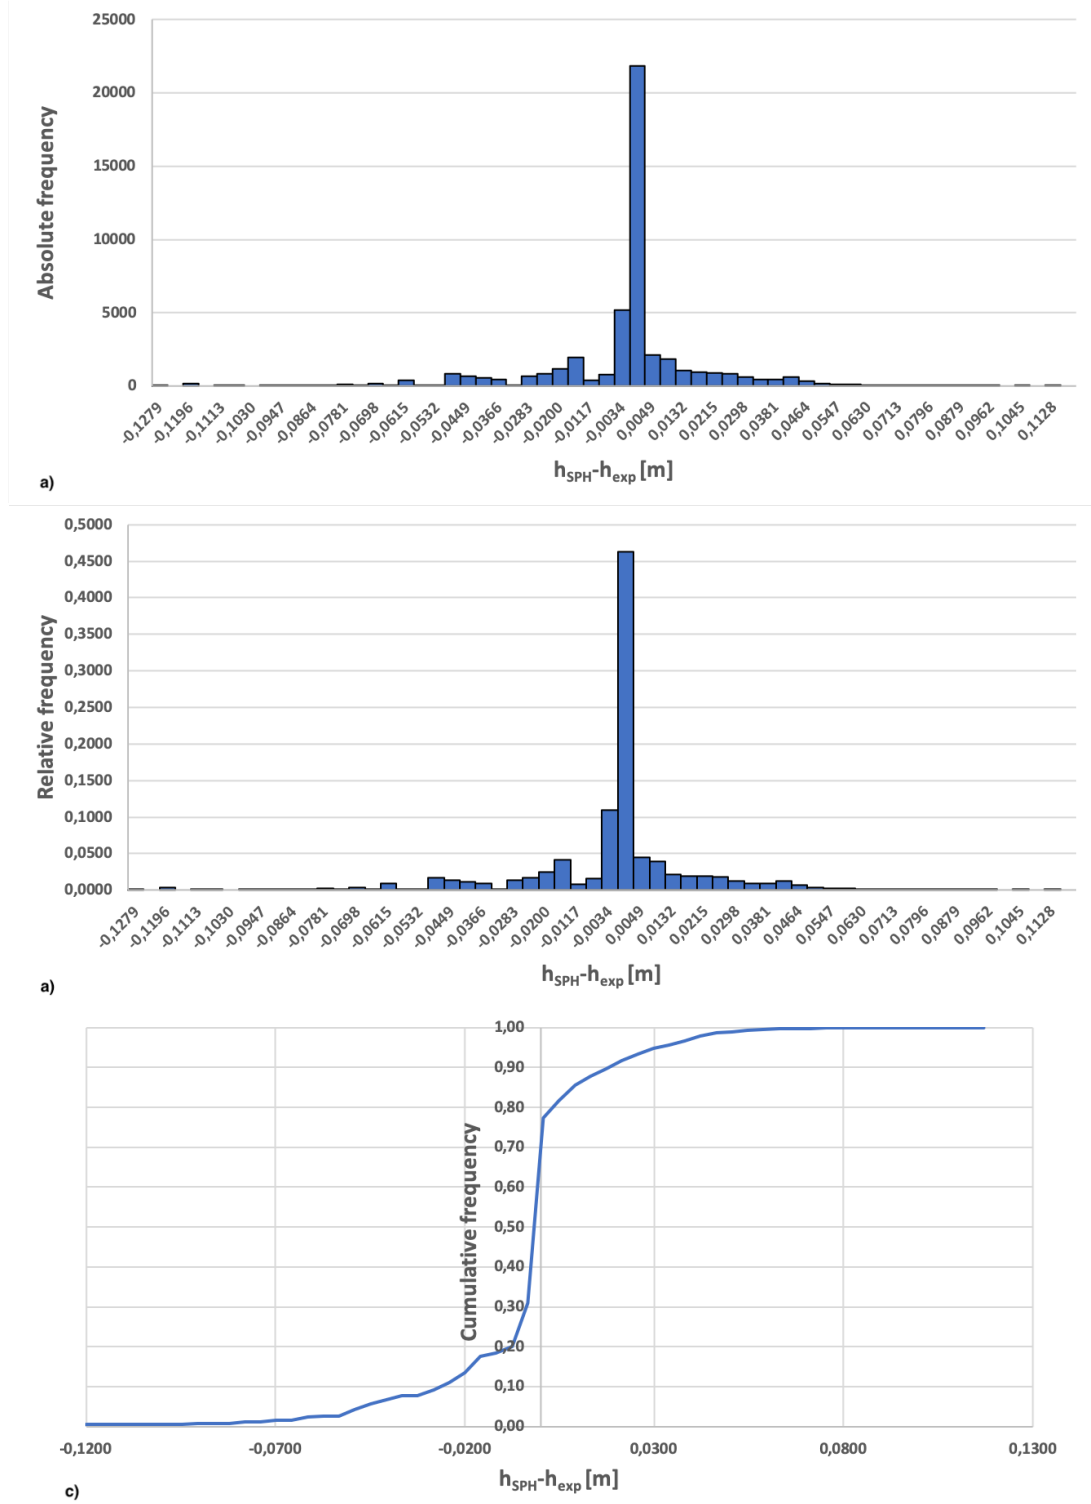 25000
20000
15000
10000
5000
0
Absolute frequency
-0,1279 -0,1196 -0,1113 -0,1030 -0,0947 -0,0864 -0,0781 -0,0698 -0,0615 -0,0532 -0,0449 -0,0366 -0,0283 -0,0200 -0,0117 -0,0034 0,0049 0,0132 0,0215 0,0298 0,0381 0,0464 0,0547 0,0630 0,0713 0,0796 0,0879 0,0962 0,1045 0,1128
hSPH-hexp [m]
a)
0,5000
0,4500
0,4000
0,3500
0,3000
0,2500
0,2000
0,1500
0,1000
0,0500
0,0000
Relative frequency
-0,1279 -0,1196 -0,1113 -0,1030 -0,0947 -0,0864 -0,0781 -0,0698 -0,0615 -0,0532 -0,0449 -0,0366 -0,0283 -0,0200 -0,0117 -0,0034 0,0049 0,0132 0,0215 0,0298 0,0381 0,0464 0,0547 0,0630 0,0713 0,0796 0,0879 0,0962 0,1045 0,1128
hSPH-hexp [m]
a)
1,00
0,90
0,80
0,70
0,60
0,50
0,40
0,30
0,20
0,10
0,00
Cumulative frequency
-0,1200 -0,0700 -0,0200 0,0300 0,0800 0,1300
hSPH-hexp [m]
c)